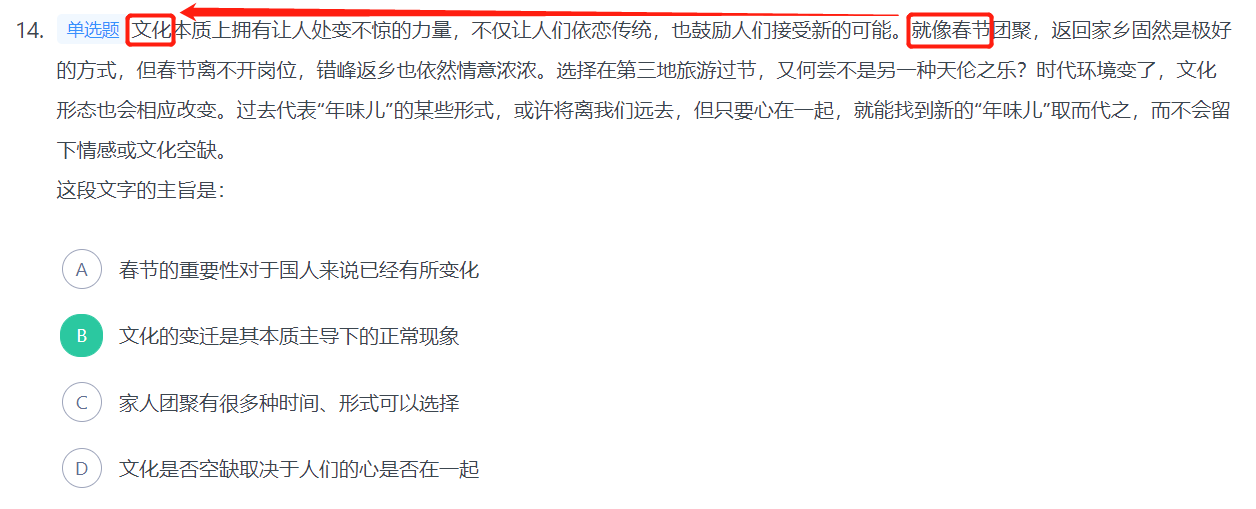 14. 单选题 文化本质上拥有让人处变不惊的力量，不仅让人们依恋传统，也鼓励人们接受新的可能。就像春节团聚，返回家乡固然是极好
的方式，但春节离不开岗位，错峰返乡也依然情意浓浓。选择在第三地旅游过节，又何尝不是另一种天伦之乐？时代环境变了，文化
形态也会相应改变。过去代表“年味儿”的某些形式，或许将离我们远去，但只要心在一起，就能找到新的“年味儿”取而代之，而不会留
下情感或文化空缺。
这段文字的主旨是：
A 春节的重要性对于国人来说已经有所变化
B 文化的变迁是其本质主导下的正常现象
C 家人团聚有很多种时间、形式可以选择
D 文化是否空缺取决于人们的心是否在一起